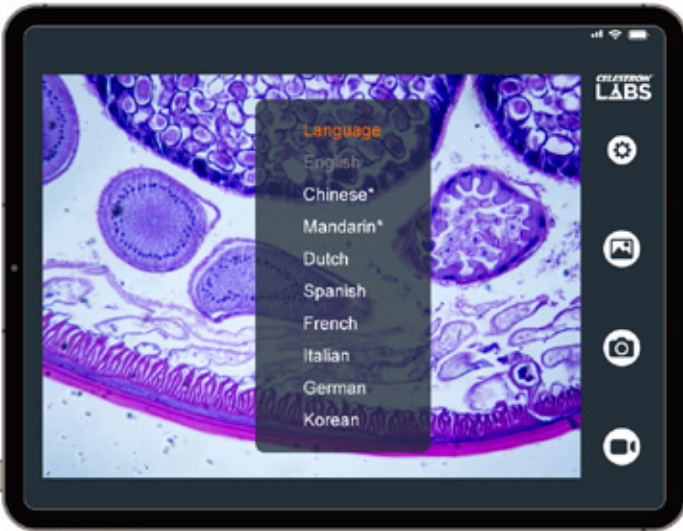 CELESTRON
LABS
Language
English
Chinese*
Mandarin*
Dutch
Spanish
French
Italian
German
Korean